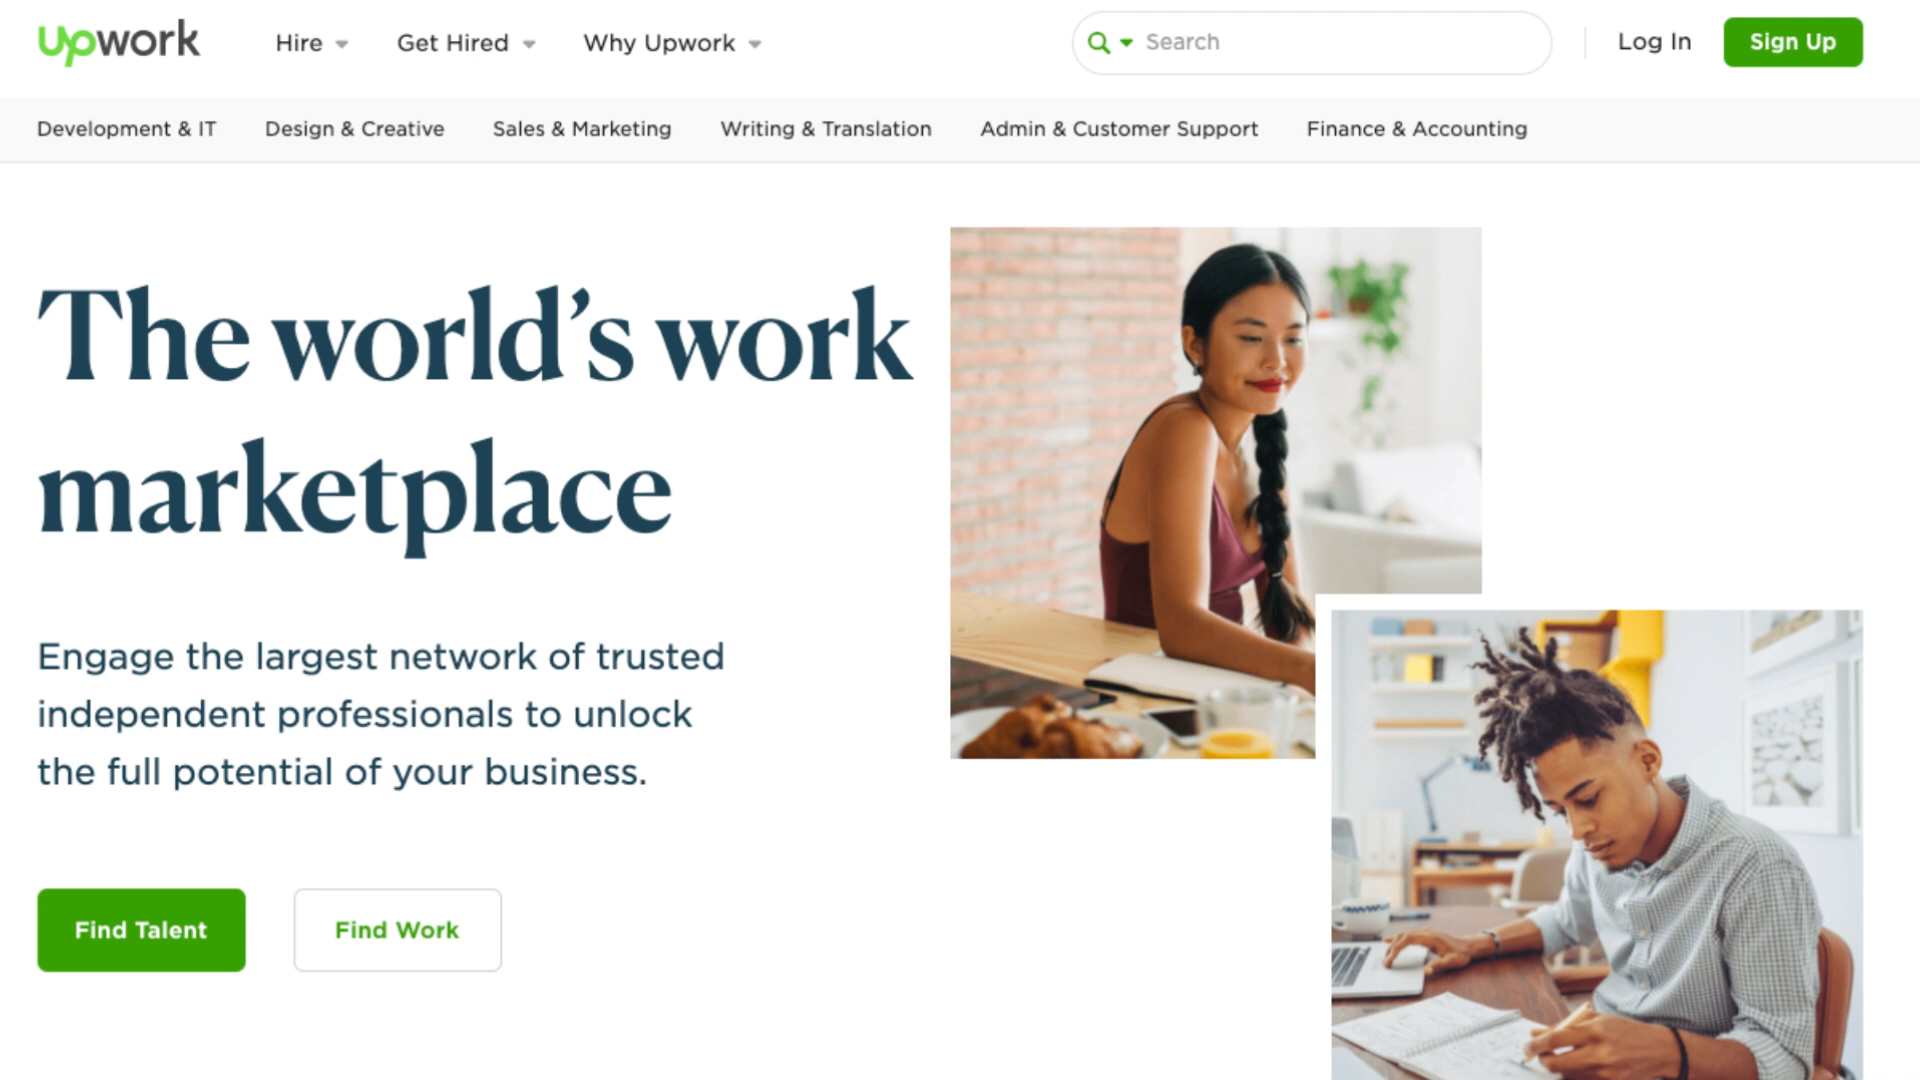 upwork
Hire
Get Hired
Why Upwork
Search
Log In
Sign Up
Development & IT
Design & Creative
Sales & Marketing
Writing & Translation
Admin & Customer Support
Finance & Accounting
The world’s work
marketplace
Engage the largest network of trusted
independent professionals to unlock
the full potential of your business.
Find Talent
Find Work